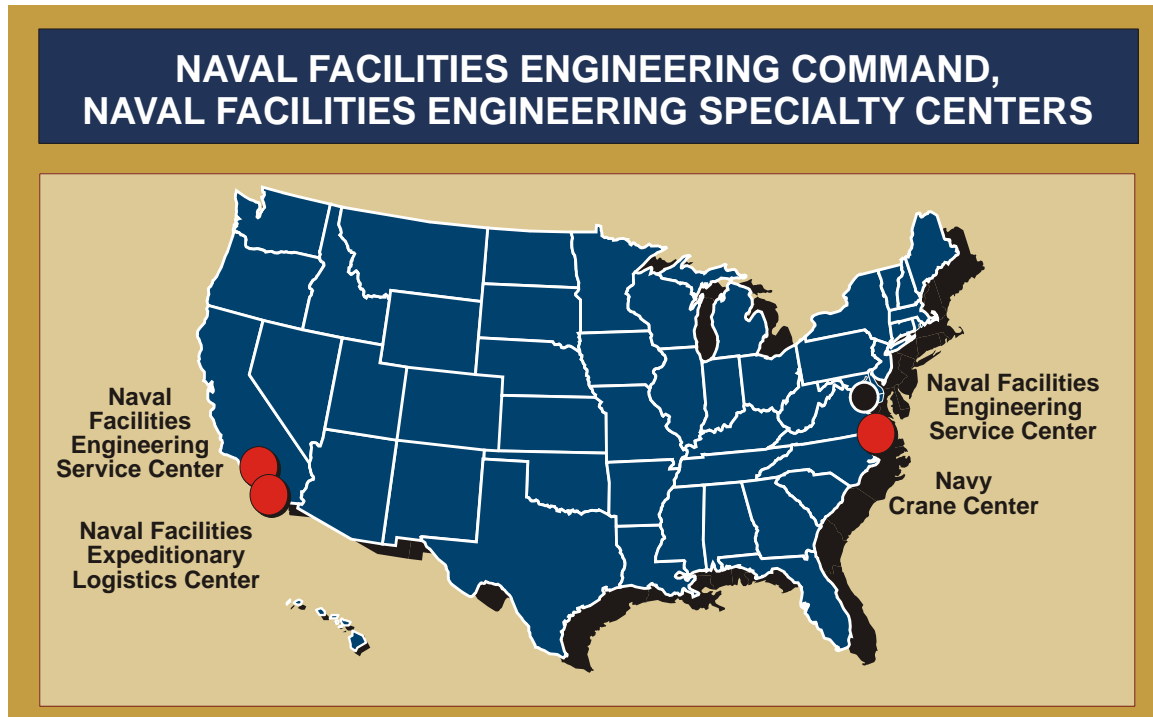 NAVAL FACILITIES ENGINEERING COMMAND,
NAVAL FACILITIES ENGINEERING SPECIALTY CENTERS
Naval
Facilities
Engineering
Service Center
Naval Facilities
Expeditionary
Logistics Center
Naval Facilities
Engineering
Service Center
Navy
Crane Center